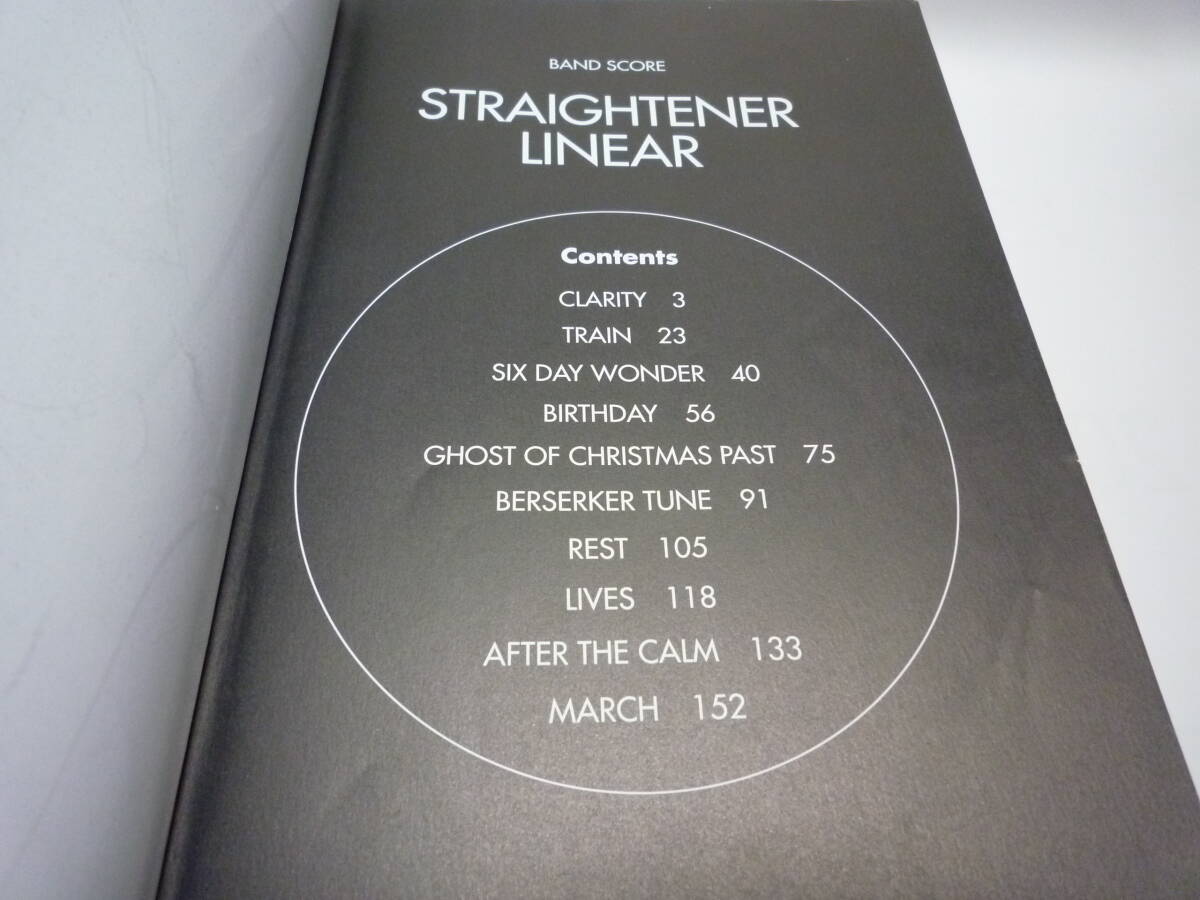 BAND SCORE
STRAIGHTENER
LINEAR
Contents
CLARITY 3
TRAIN 23
SIX DAY WONDER 40
BIRTHDAY 56
GHOST OF CHRISTMAS PAST 75
BERSERKER TUNE 91
REST 105
LIVES 118
AFTER THE CALM 133
MARCH 152